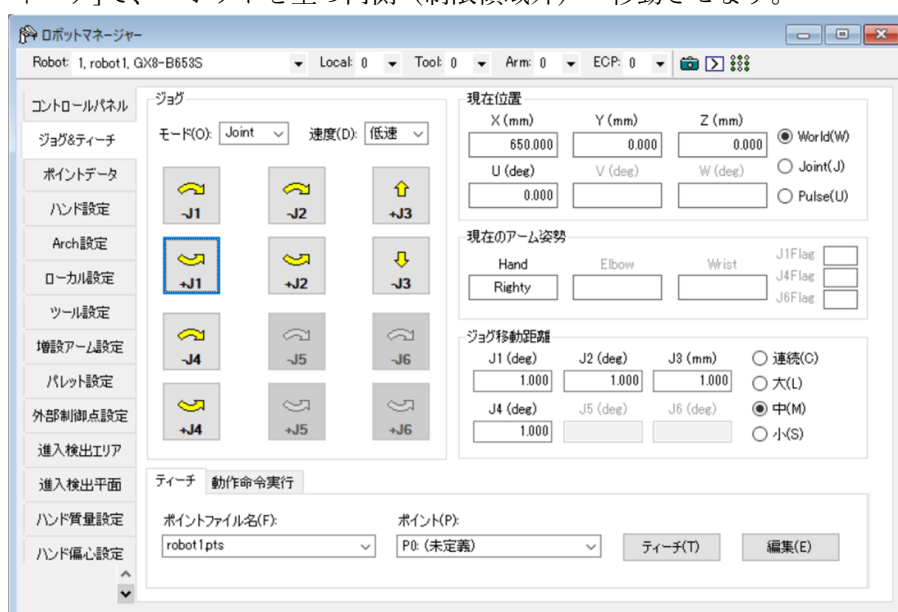 ロボットマネージャー
Robot: 1, robot1, GX8-B653S Local: 0 Tool: 0 Arm: 0 ECP: 0
コントロールパネル
ジョグ&ティーチ
ポイントデータ
ハンド設定
Arch設定
ローカル設定
ツール設定
増設アーム設定
パレット設定
外部制御点設定
進入検出エリア
進入検出平面
ハンド質量設定
ハンド偏心設定
ジョグ
モード(O): Joint 速度(D): 低速
-J1 -J2 +J3
+J1 +J2 -J3
-J4 -J5 -J6
+J4 +J5 +J6
現在位置
X (mm) Y (mm) Z (mm)
650.000 0.000 0.000
U (deg) V (deg) W (deg)
0.000
World(W)
Joint(J)
Pulse(U)
現在のアーム姿勢
Hand Elbow Wrist
Righty
J1Flag
J4Flag
J6Flag
ジョグ移動距離
J1 (deg) J2 (deg) J3 (mm)
1.000 1.000 1.000
J4 (deg) J5 (deg) J6 (deg)
1.000
連続(C)
大(L)
中(M)
小(S)
ティーチ 動作命令実行
ポイントファイル名(F): ポイント(P):
robot1.pts P0: (未定義) ティーチ(T) 編集(E)